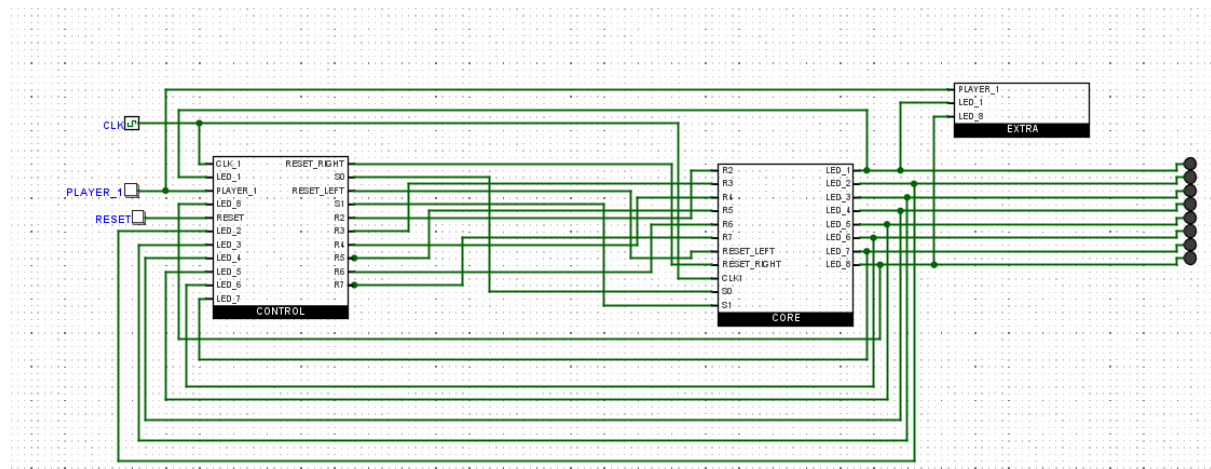 PLAYER_1
LED_1
LED_8
EXTRA
CLK
PLAYER_1
RESET
CLK_1
LED_1
PLAYER_1
LED_8
RESET
LED_2
LED_3
LED_4
LED_5
LED_6
LED_7
RESET_RIGHT
S0
RESET_LEFT
S1
R2
R3
R4
R5
R6
R7
CONTROL
R2
R3
R4
R5
R6
R7
RESET_LEFT
RESET_RIGHT
CLK1
S0
S1
LED_1
LED_2
LED_3
LED_4
LED_5
LED_6
LED_7
LED_8
CORE